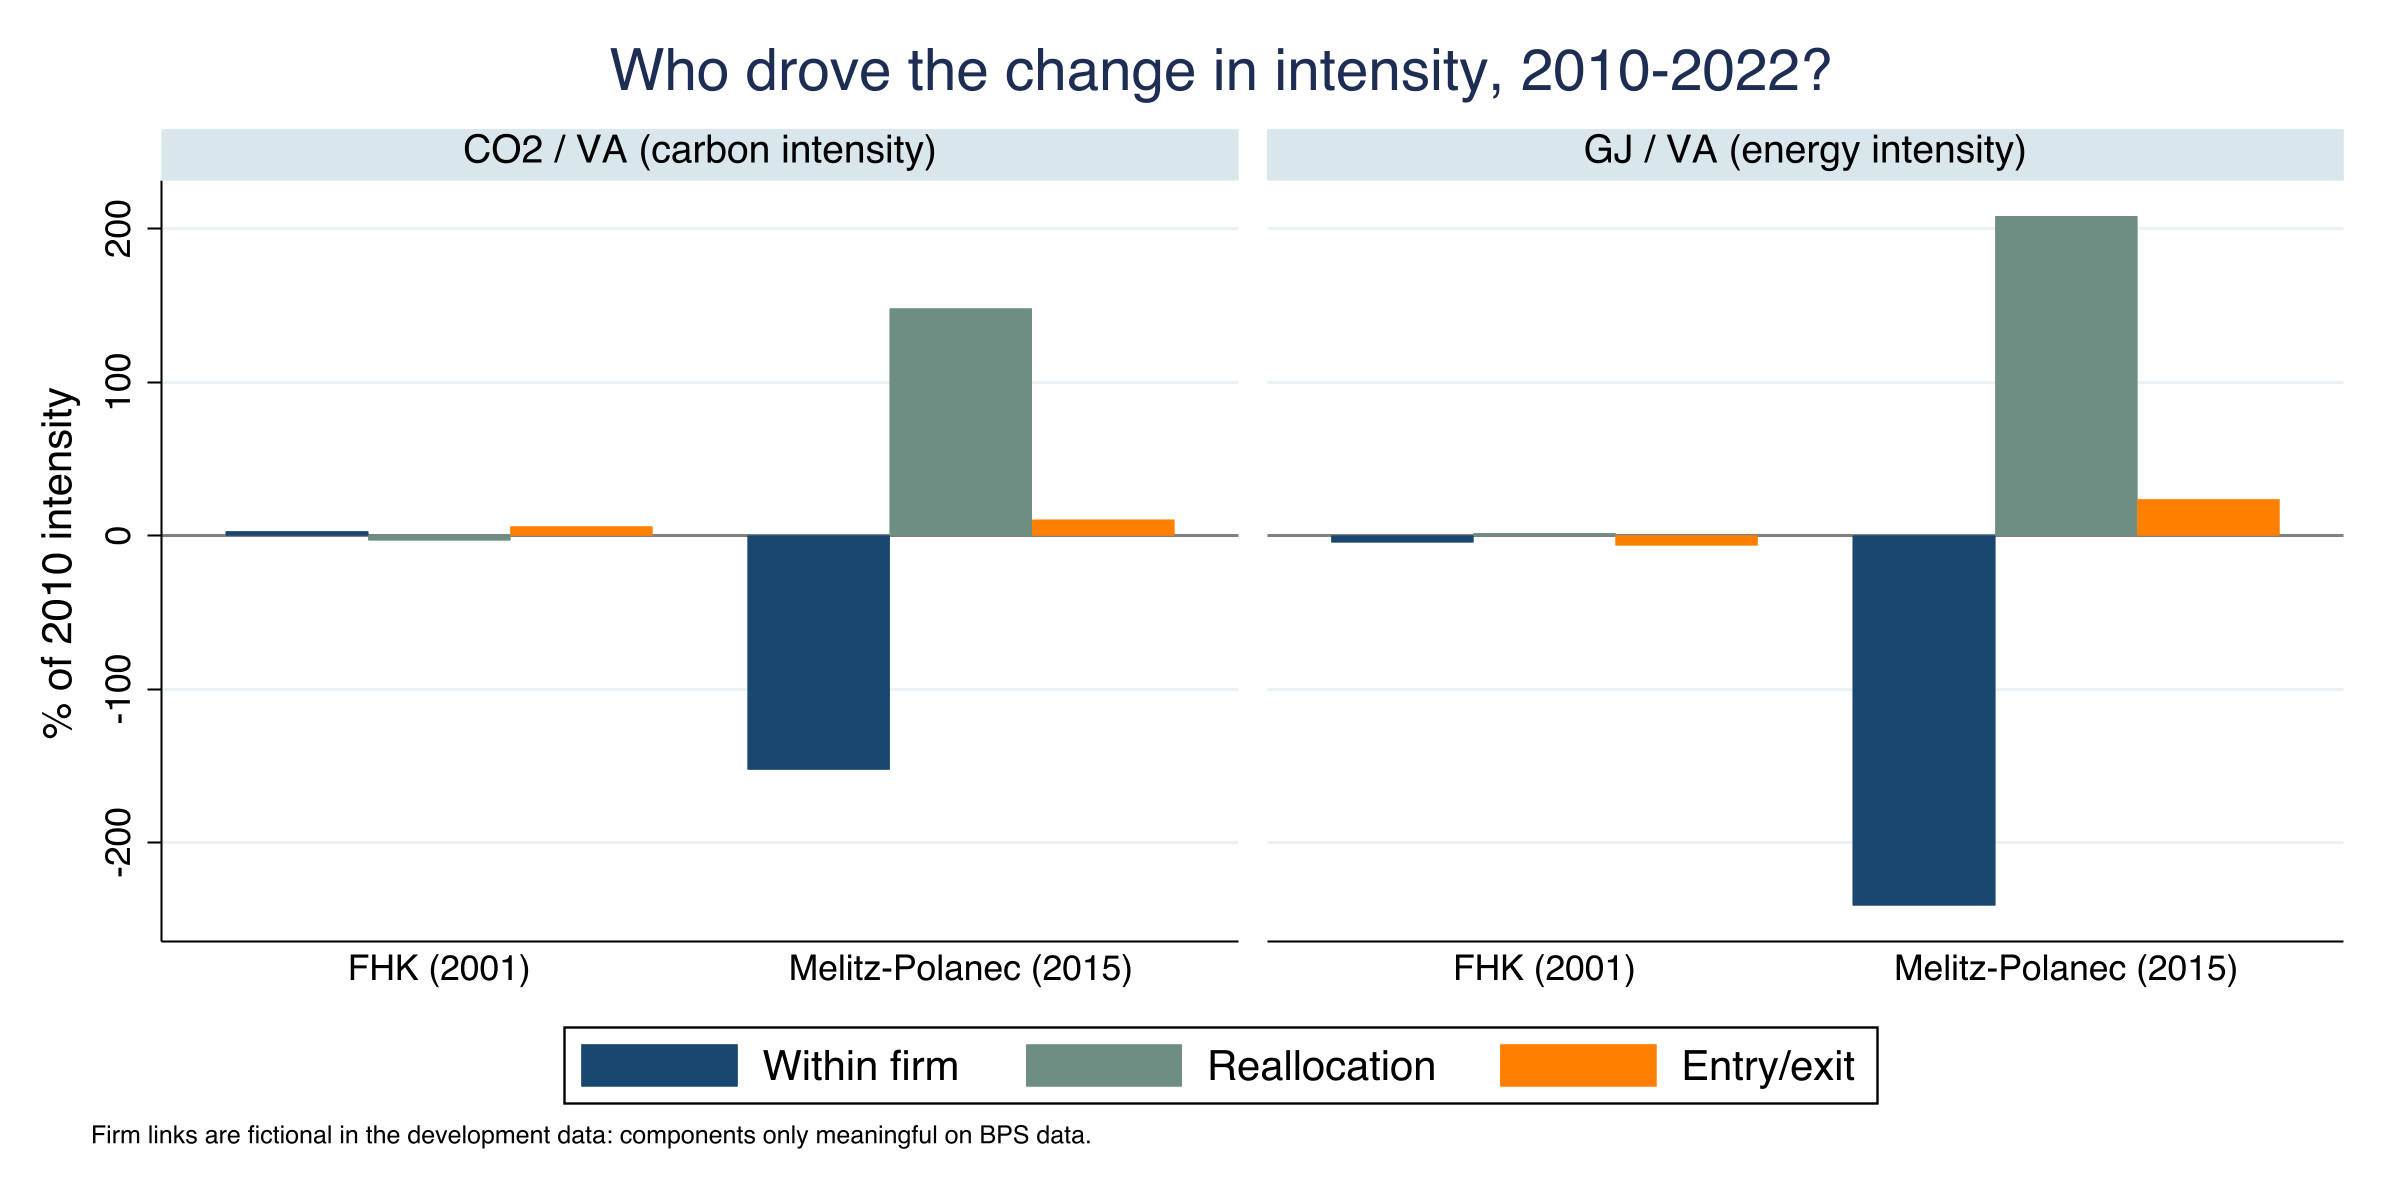 Who drove the change in intensity, 2010-2022?
CO2 / VA (carbon intensity)
GJ / VA (energy intensity)
% of 2010 intensity
200
100
0
-100
-200
FHK (2001)
Melitz-Polanec (2015)
FHK (2001)
Melitz-Polanec (2015)
Within firm
Reallocation
Entry/exit
Firm links are fictional in the development data: components only meaningful on BPS data.